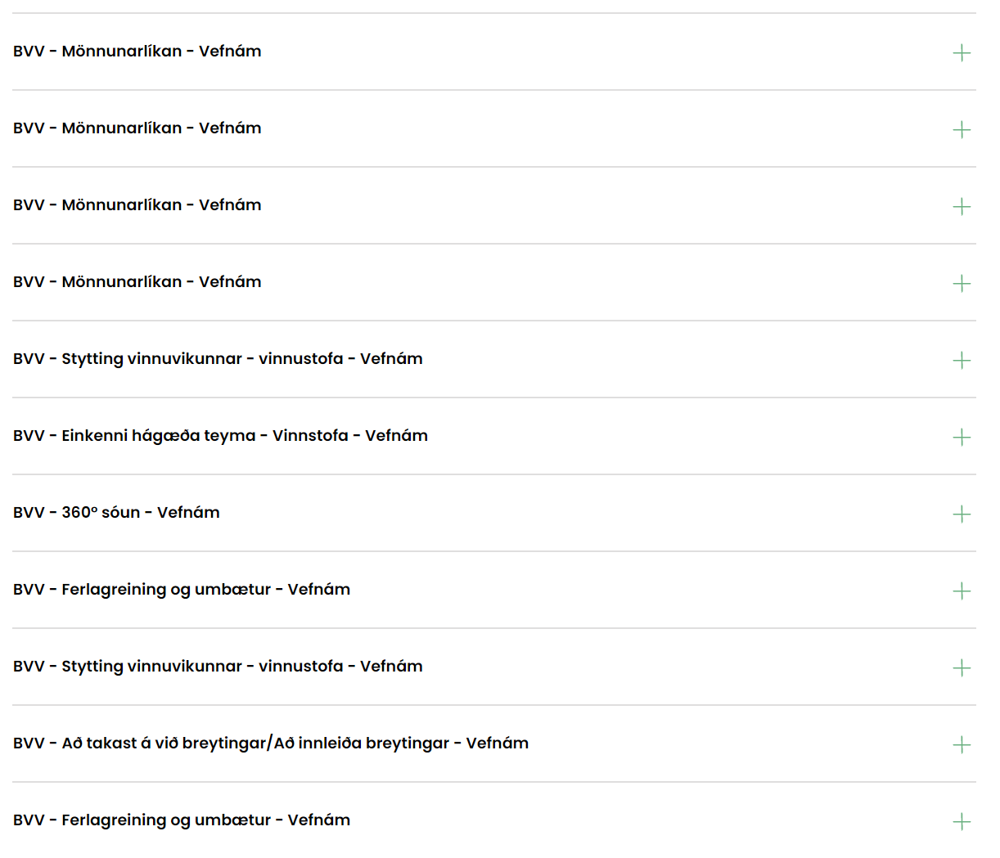 BVV - Mönnunarlíkan - Vefnám
BVV - Mönnunarlíkan - Vefnám
BVV - Mönnunarlíkan - Vefnám
BVV - Mönnunarlíkan - Vefnám
BVV - Stytting vinnuvikunnar - vinnustofa - Vefnám
BVV - Einkenni hágæða teyma - Vinnstofa - Vefnám
BVV - 360° sóun - Vefnám
BVV - Ferlagreining og umbætur - Vefnám
BVV - Stytting vinnuvikunnar - vinnustofa - Vefnám
BVV - Að takast á við breytingar/Að innleiða breytingar - Vefnám
BVV - Ferlagreining og umbætur - Vefnám